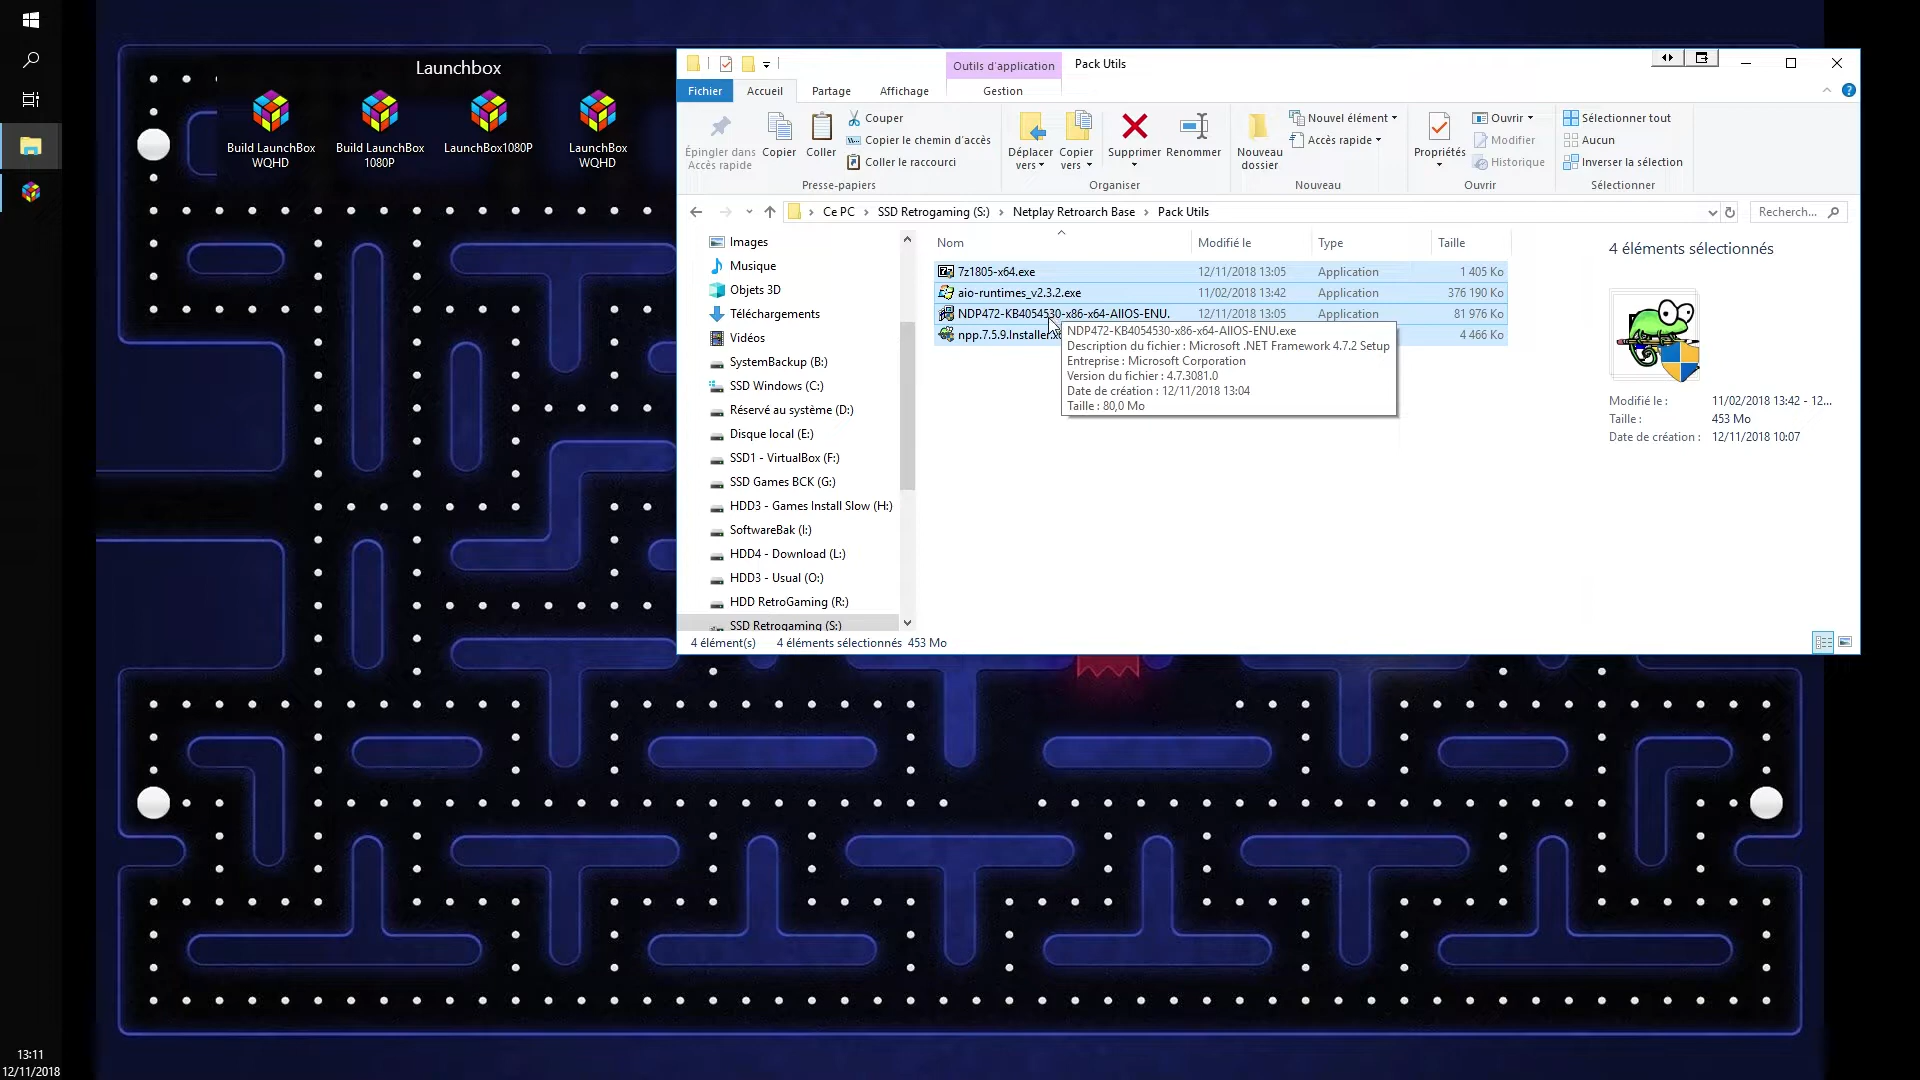 Launchbox
Build LaunchBox
WQHD
Build LaunchBox
1080P
LaunchBox1080P
LaunchBox
WQHD
Outils d'application
Pack Utils
Fichier
Accueil
Partage
Affichage
Gestion
Épingler dans
Accès rapide
Copier
Coller
Couper
Copier le chemin d'accès
Coller le raccourci
Presse-papiers
Déplacer
vers
Copier
vers
Supprimer
Renommer
Organiser
Nouveau
dossier
Nouvel élément
Accès rapide
Nouveau
Propriétés
Ouvrir
Modifier
Historique
Ouvrir
Sélectionner tout
Aucun
Inverser la sélection
Sélectionner
Ce PC
SSD Retrogaming (S:)
Netplay Retroarch Base
Pack Utils
Recherch...
Images
Musique
Objets 3D
Téléchargements
Vidéos
SystemBackup (B:)
SSD Windows (C:)
Réservé au système (D:)
Disque local (E:)
SSD1 - VirtualBox (F:)
SSD Games BCK (G:)
HDD3 - Games Install Slow (H:)
SoftwareBak (I:)
HDD4 - Download (L:)
HDD3 - Usual (O:)
HDD RetroGaming (R:)
SSD Retrogaming (S:)
Nom Modifié le Type Taille
7z1805-x64.exe 12/11/2018 13:05 Application 1 405 Ko
aio-runtimes_v2.3.2.exe 11/02/2018 13:42 Application 376 190 Ko
NDP472-KB4054530-x86-x64-AllOS-ENU. 12/11/2018 13:05 Application 81 976 Ko
npp.7.5.9.Installer. 4 466 Ko
NDP472-KB4054530-x86-x64-AllOS-ENU.exe
Description du fichier : Microsoft .NET Framework 4.7.2 Setup
Entreprise : Microsoft Corporation
Version du fichier : 4.7.3081.0
Date de création : 12/11/2018 13:04
Taille : 80,0 Mo
4 éléments sélectionnés
Modifié le : 11/02/2018 13:42 - 12...
Taille : 453 Mo
Date de création : 12/11/2018 10:07
4 élément(s) 4 éléments sélectionnés 453 Mo
13:11
12/11/2018